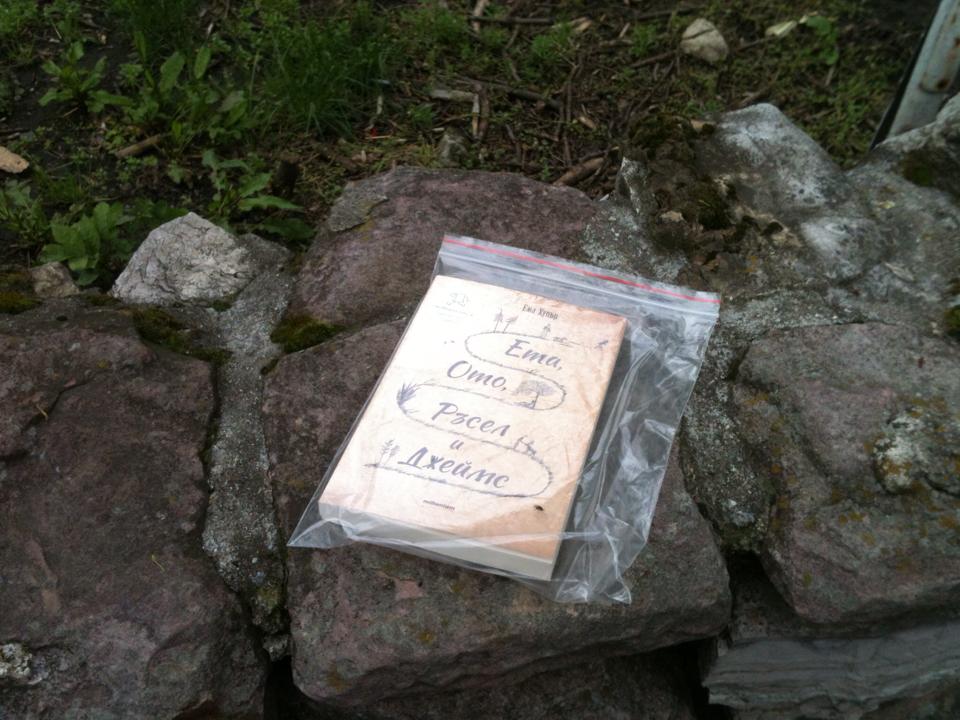 Ема Хупър
Ета,
Ото,
Ръсел
и
Джеймс